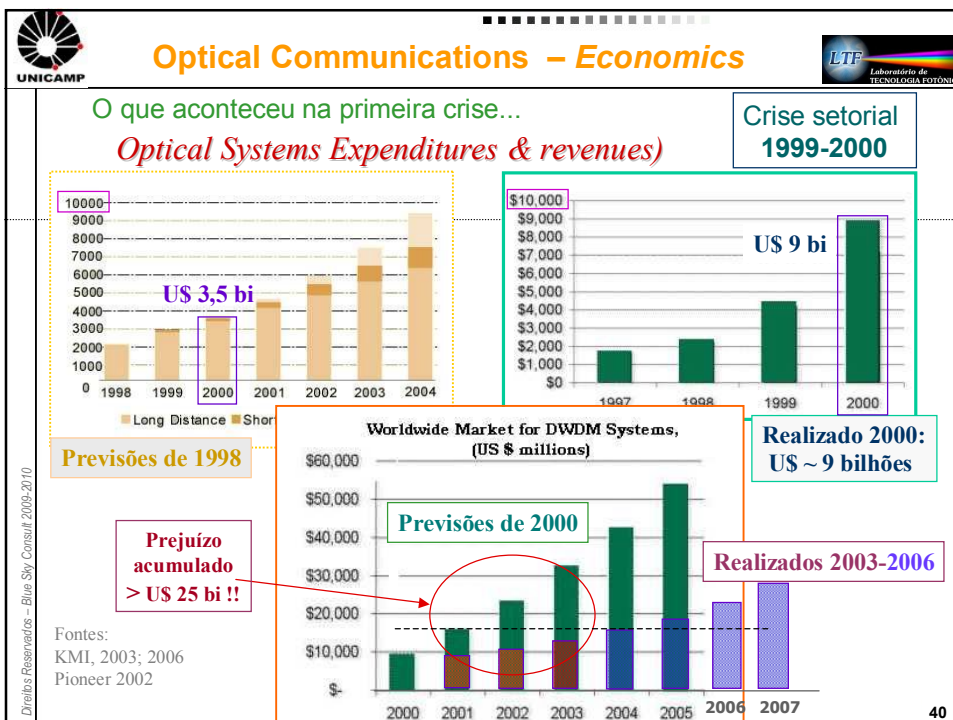 UNICAMP
Optical Communications – Economics
LTF
Laboratório de
TECNOLOGIA FOTÔNI
O que aconteceu na primeira crise...
Optical Systems Expenditures & revenues)
Crise setorial
1999-2000
10000
9000
8000
7000
6000
5000
4000
3000
2000
1000
0
U$ 3,5 bi
1998 1999 2000 2001 2002 2003 2004
Long Distance Shor
Previsões de 1998
$10,000
$9,000
$8,000
$7,000
$6,000
$5,000
$4,000
$3,000
$2,000
$1,000
$0
U$ 9 bi
1997 1998 1999 2000
Realizado 2000:
U$ ~ 9 bilhões
Worldwide Market for DWDM Systems,
(US $ millions)
$60,000
$50,000
$40,000
$30,000
$20,000
$10,000
$-
Previsões de 2000
Realizados 2003-2006
2000 2001 2002 2003 2004 2005 2006 2007
Prejuízo
acumulado
> U$ 25 bi !!
Fontes:
KMI, 2003; 2006
Pioneer 2002
Direitos Reservados – Blue Sky Consult 2009-2010
40